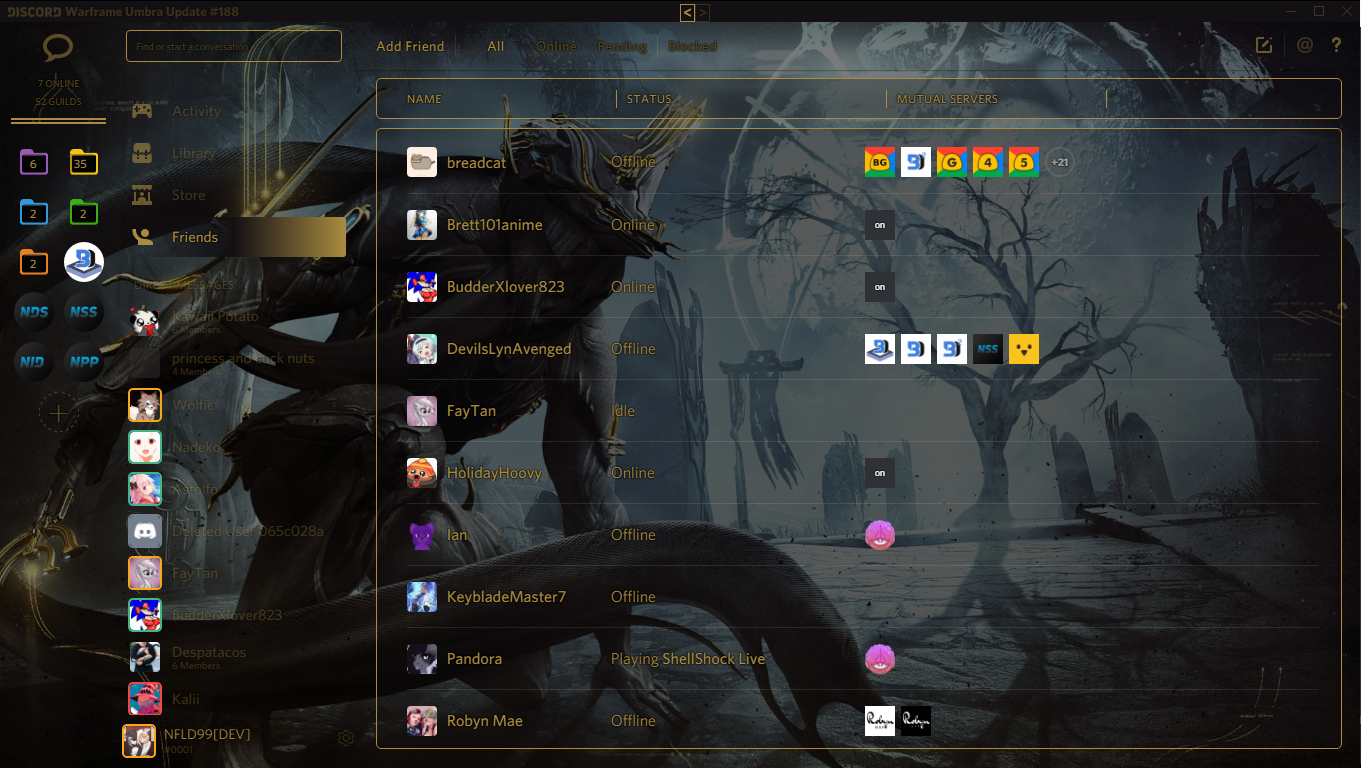 DISCORD Warframe Umbra Update #188
< >
7 ONLINE
52 GUILDS
6
35
2
2
2
NDS
NSS
NID
NPP
Find or start a conversation
Activity
Library
Store
Friends
DIRECT MESSAGES
Kawaii Potato
6 Members
4 Members
Wolfie
Nadeko
Astolfo
Deleted User 065c028a
FayTan
BudderXlover823
Despatacos
6 Members
Kalii
NFLD99[DEV]
#0001
Add Friend
All
Online
Pending
Blocked
@
?
NAME
STATUS
MUTUAL SERVERS
breadcat Offline BG G 4 5 +21
Brett101anime Online on
BudderXlover823 Online on
DevilsLynAvenged Offline NSS
FayTan Idle
HolidayHoovy Online on
Ian Offline
KeybladeMaster7 Offline
Pandora Playing ShellShock Live
Robyn Mae Offline Robyn Robyn